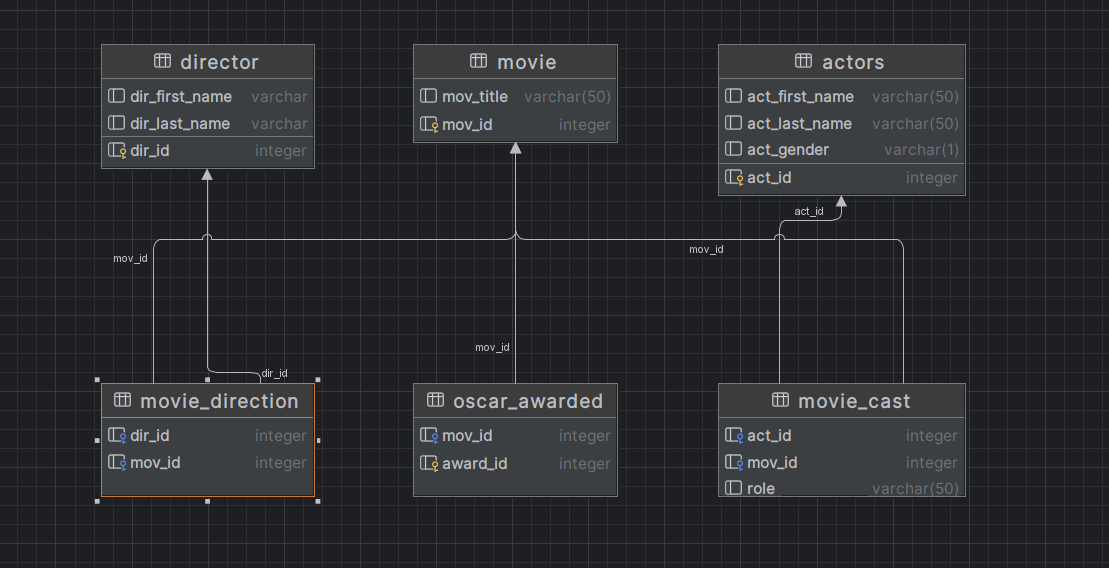 director
dir_first_name varchar
dir_last_name varchar
dir_id integer
movie
mov_title varchar(50)
mov_id integer
actors
act_first_name varchar(50)
act_last_name varchar(50)
act_gender varchar(1)
act_id integer
act_id
mov_id
mov_id
mov_id
dir_id
movie_direction
dir_id integer
mov_id integer
oscar_awarded
mov_id integer
award_id integer
movie_cast
act_id integer
mov_id integer
role varchar(50)